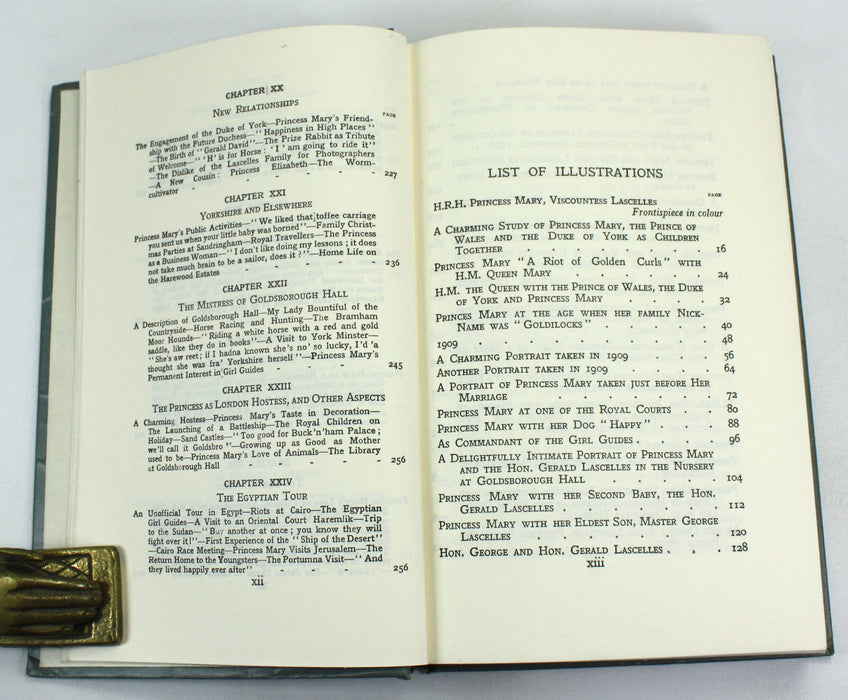 CHAPTER XX
NEW RELATIONSHIPS
PAGE
The Engagement of the Duke of York—Princess Mary's Friend-
ship with the Future Duchess—"Happiness in High Places"
—The Birth of "Gerald David"—The Prize Rabbit as Tribute
of Welcome—"'H' is for Horse: 'I am going to ride it"
—The Dislike of the Lascelles Family for Photographers
—A New Cousin: Princess Elizabeth—The Worm-
cultivator - - - - - - 227
CHAPTER XXI
YORKSHIRE AND ELSEWHERE
Princess Mary's Public Activities—"We liked that toffee carriage
you sent us when your little baby was borned"—Family Christ-
mas Parties at Sandringham—Royal Travellers—The Princess
as a Business Woman—"I don't like doing my lessons; it does
not take much brain to be a sailor, does it?"—Home Life on
the Harewood Estates - - - - - 236
CHAPTER XXII
THE MISTRESS OF GOLDSBOROUGH HALL
A Description of Goldsborough Hall—My Lady Bountiful of the
Countryside—Horse Racing and Hunting—The Bramham
Moor Hounds—"Riding a white horse with a red and gold
saddle, like they do in books"—A Visit to York Minster—
"She's aw reet; if I hadna known she's no' so lucky, I'd 'a
thought she was fra' Yorkshire herself"—Princess Mary's
Permanent Interest in Girl Guides - - - - 245
CHAPTER XXIII
THE PRINCESS AS LONDON HOSTESS, AND OTHER ASPECTS
A Charming Hostess—Princess Mary's Taste in Decoration—
The Launching of a Battleship—The Royal Children on
Holiday—Sand Castles—"Too good for Buck'n'ham Palace;
we'll call it Goldsbro"—Growing up as Good as Mother
used to be—Princess Mary's Love of Animals—The Library
at Goldsborough Hall - - - - - 256
CHAPTER XXIV
THE EGYPTIAN TOUR
An Unofficial Tour in Egypt—Riots at Cairo—The Egyptian
Girl Guides—A Visit to an Oriental Court Haremlik—Trip
to the Sudan—"Buy another at once; you know they will
fight over it!"—First Experience of the "Ship of the Desert"
—Cairo Race Meeting—Princess Mary Visits Jerusalem—The
Return Home to the Youngsters—The Portumna Visit—"And
they lived happily ever after" - - - - 256
xii
LIST OF ILLUSTRATIONS
PAGE
H.R.H. PRINCESS MARY, VISCOUNTESS LASCELLES
Frontispiece in colour
A CHARMING STUDY OF PRINCESS MARY, THE PRINCE OF
WALES AND THE DUKE OF YORK AS CHILDREN
TOGETHER . . . . . . . 16
PRINCESS MARY "A RIOT OF GOLDEN CURLS" WITH
H.M. QUEEN MARY . . . . . 24
H.M. THE QUEEN WITH THE PRINCE OF WALES, THE DUKE
OF YORK AND PRINCESS MARY . . . . 32
PRINCESS MARY AT THE AGE WHEN HER FAMILY NICK-
NAME WAS "GOLDILOCKS" . . . . 40
1909 . . . . . . . . 48
A CHARMING PORTRAIT TAKEN IN 1909 . . . 56
ANOTHER PORTRAIT TAKEN IN 1909 . . . 64
A PORTRAIT OF PRINCESS MARY TAKEN JUST BEFORE HER
MARRIAGE . . . . . . . 72
PRINCESS MARY AT ONE OF THE ROYAL COURTS . 80
PRINCESS MARY WITH HER DOG "HAPPY" . . 88
AS COMMANDANT OF THE GIRL GUIDES . . . 96
A DELIGHTFULLY INTIMATE PORTRAIT OF PRINCESS MARY
AND THE HON. GERALD LASCELLES IN THE NURSERY
AT GOLDSBOROUGH HALL . . . . 104
PRINCESS MARY WITH HER SECOND BABY, THE HON.
GERALD LASCELLES . . . . . 112
PRINCESS MARY WITH HER ELDEST SON, MASTER GEORGE
LASCELLES . . . . . . . 120
HON. GEORGE AND HON. GERALD LASCELLES . . . 128
xiii